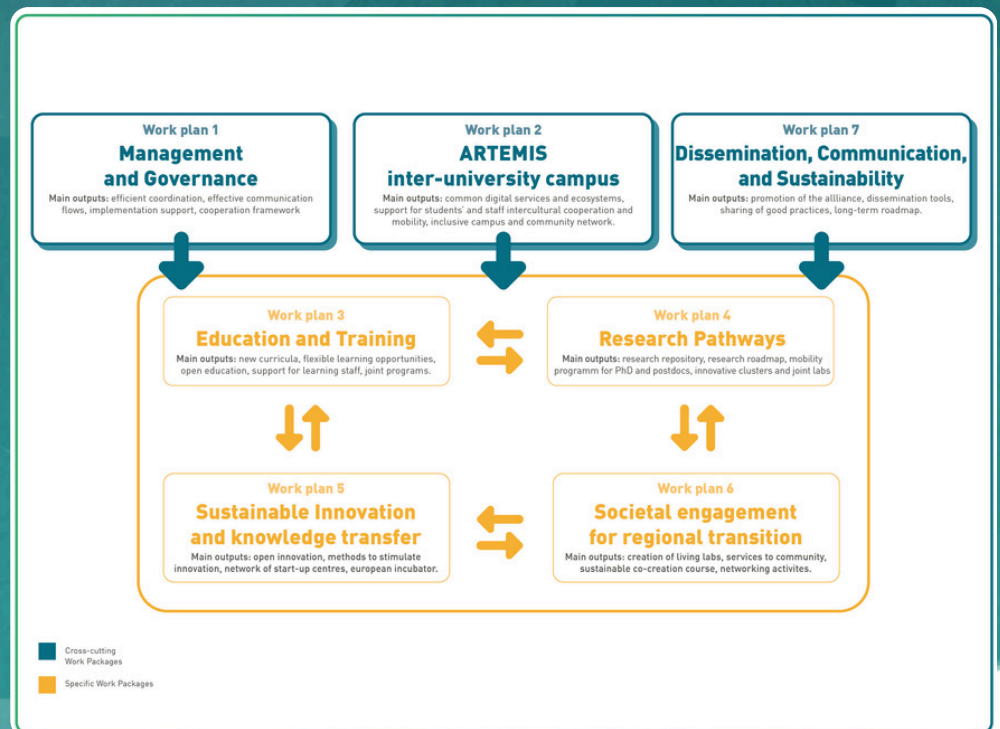 Work plan 1
Management
and Governance
Main outputs: efficient coordination, effective communication
flows, implementation support, cooperation framework
Work plan 2
ARTEMIS
inter-university campus
Main outputs: common digital services and ecosystems,
support for students' and staff intercultural cooperation and
mobility, inclusive campus and community network.
Work plan 7
Dissemination, Communication,
and Sustainability
Main outputs: promotion of the allliance, dissemination tools,
sharing of good practices, long-term roadmap.
Work plan 3
Education and Training
Main outputs: new curricula, flexible learning opportunities,
open education, support for learning staff, joint programs.
Work plan 4
Research Pathways
Main outputs: research repository, research roadmap, mobility
programm for PhD and postdocs, innovative clusters and joint labs
Work plan 5
Sustainable Innovation
and knowledge transfer
Main outputs: open innovation, methods to stimulate
innovation, network of start-up centres, european incubator.
Work plan 6
Societal engagement
for regional transition
Main outputs: creation of living labs, services to community,
sustainable co-creation course, networking activites.
Cross-cutting
Work Packages
Specific Work Packages